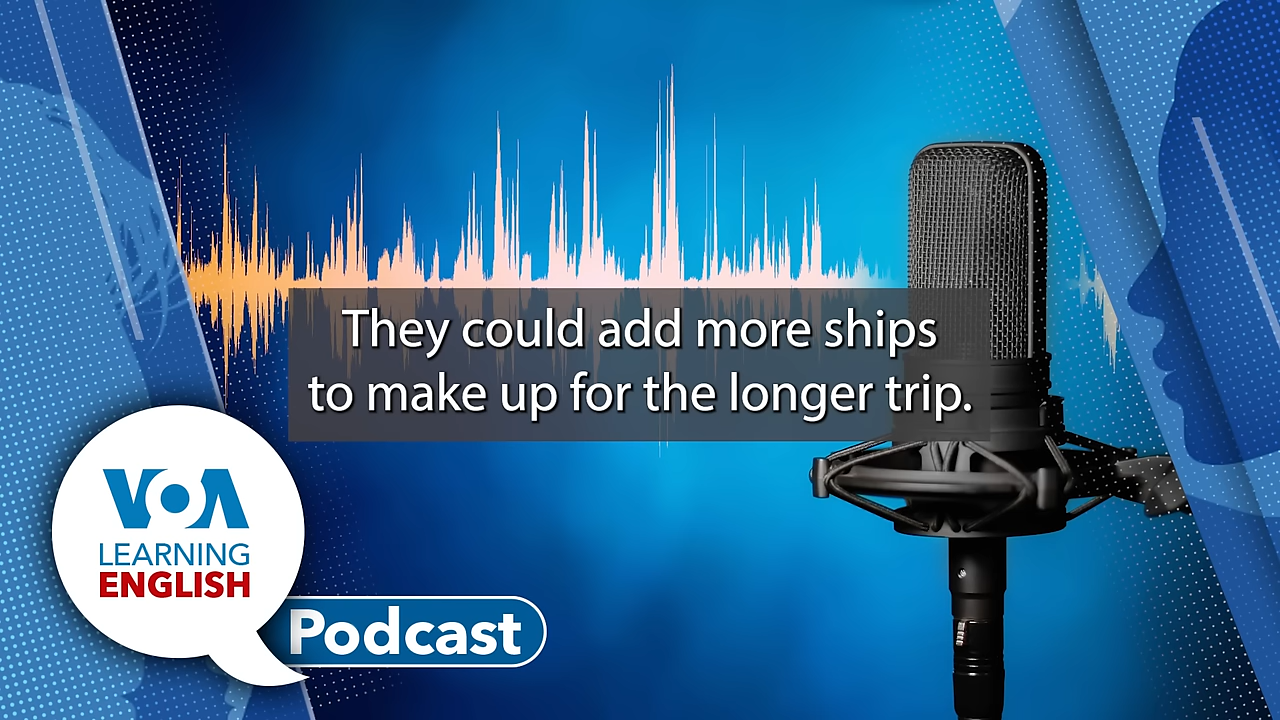 They could add more ships
to make up for the longer trip.
VOA
LEARNING
ENGLISH
Podcast